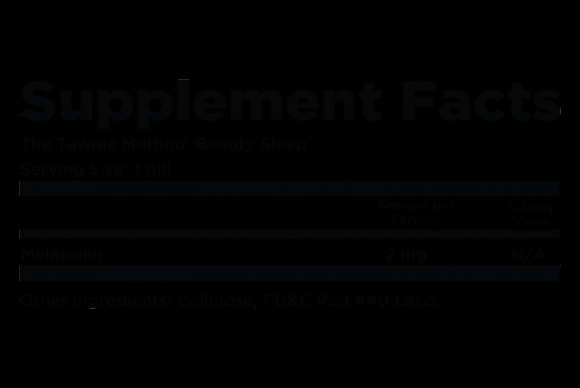 Supplement Facts
The Tawnie Method: Beauty Sleep
Serving Size: 1 pill
Amount per Serving
% Daily Value
Melatonin 2 mg N/A
Other Ingredients: Cellulose, FD&C Red #40 Lake.